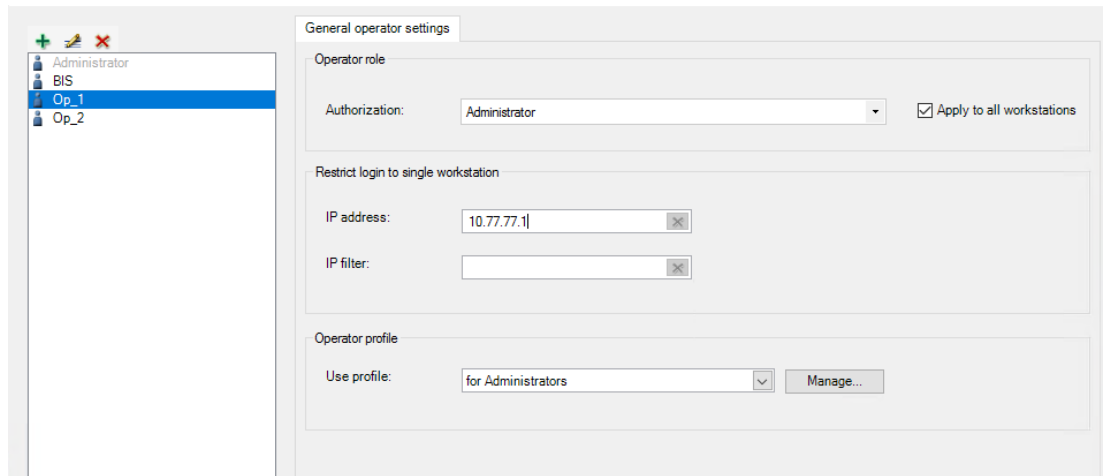 General operator settings
Administrator
BIS
Op_1
Op_2
Operator role
Authorization: Administrator Apply to all workstations
Restrict login to single workstation
IP address: 10.77.77.1
IP filter:
Operator profile
Use profile: for Administrators Manage...